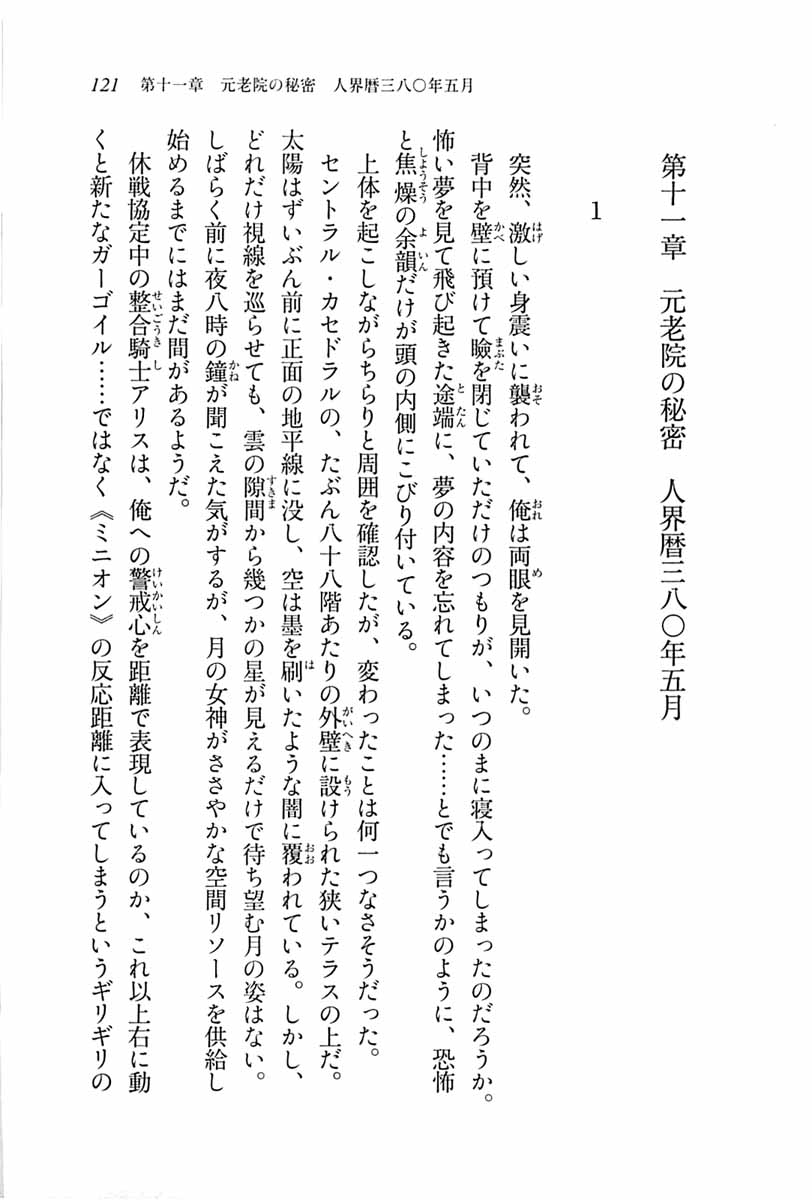 121　第十一章　元老院の秘密　人界暦三八〇年五月
第十一章　元老院の秘密　人界暦三八〇年五月
1
突然、激しい身震いに襲われて、俺は両眼を見開いた。
背中を壁に預けて瞼を閉じていただけのつもりが、いつのまに寝入ってしまったのだろうか。
怖い夢を見て飛び起きた途端に、夢の内容を忘れてしまった……とでも言うかのように、恐怖
と焦燥の余韻だけが頭の内側にこびり付いている。
上体を起こしながらちらりと周囲を確認したが、変わったことは何一つなさそうだった。
セントラル・カセドラルの、たぶん八十八階あたりの外壁に設けられた狭いテラスの上だ。
太陽はずいぶん前に正面の地平線に没し、空は墨を刷いたような闇に覆われている。しかし、
どれだけ視線を巡らせても、雲の隙間から幾つかの星が見えるだけで待ち望む月の姿はない。
しばらく前に夜八時の鐘が聞こえた気がするが、月の女神がささやかな空間リソースを供給し
始めるまでにはまだ間があるようだ。
休戦協定中の整合騎士アリスは、俺への警戒心を距離で表現しているのか、これ以上右に動
くと新たなガーゴイル……ではなく《ミニオン》の反応距離に入ってしまうというギリギリの